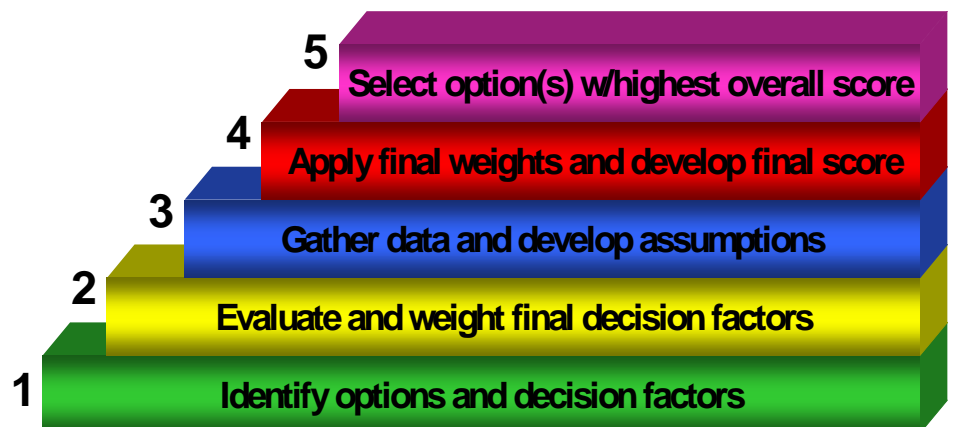 5
Select option(s) w/highest overall score
4
Apply final weights and develop final score
3
Gather data and develop assumptions
2
Evaluate and weight final decision factors
1
Identify options and decision factors